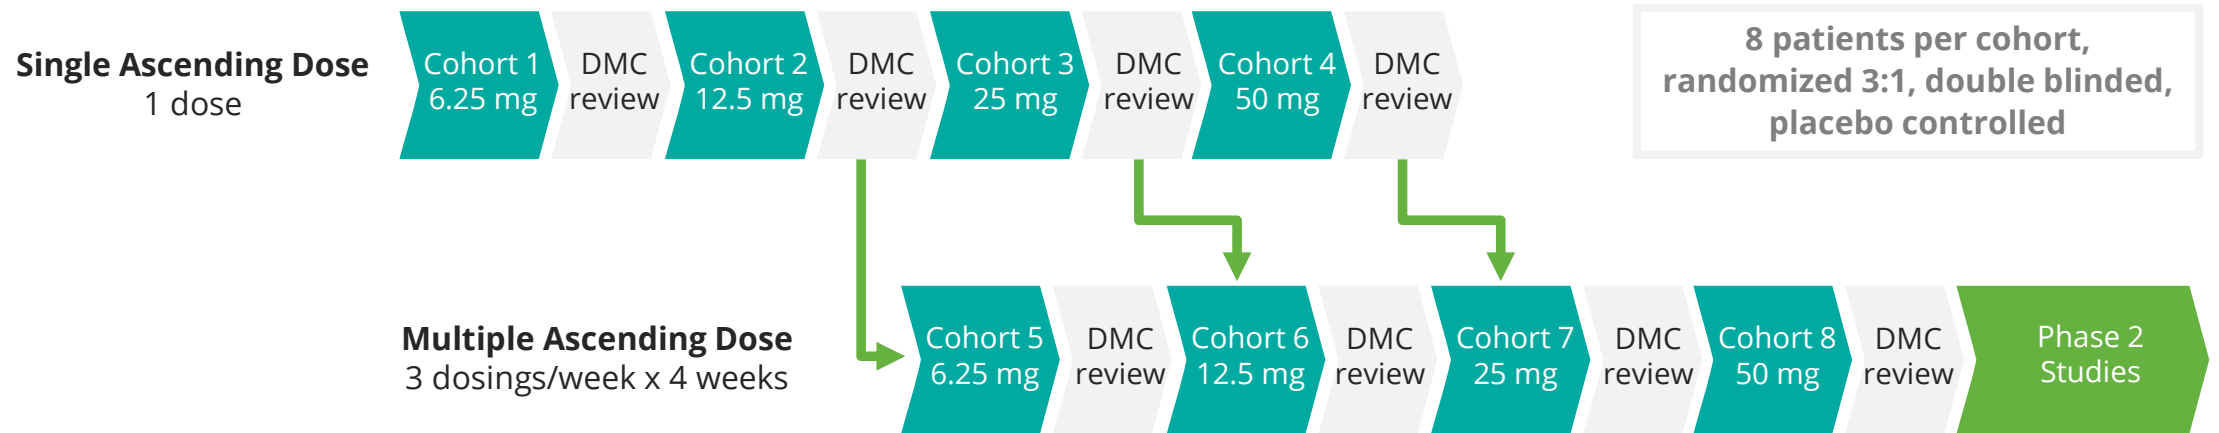 Single Ascending Dose
1 dose
Cohort 1
6.25 mg
DMC
review
Cohort 2
12.5 mg
DMC
review
Cohort 3
25 mg
DMC
review
Cohort 4
50 mg
DMC
review
8 patients per cohort,
randomized 3:1, double blinded,
placebo controlled
Multiple Ascending Dose
3 dosings/week x 4 weeks
Cohort 5
6.25 mg
DMC
review
Cohort 6
12.5 mg
DMC
review
Cohort 7
25 mg
DMC
review
Cohort 8
50 mg
DMC
review
Phase 2
Studies